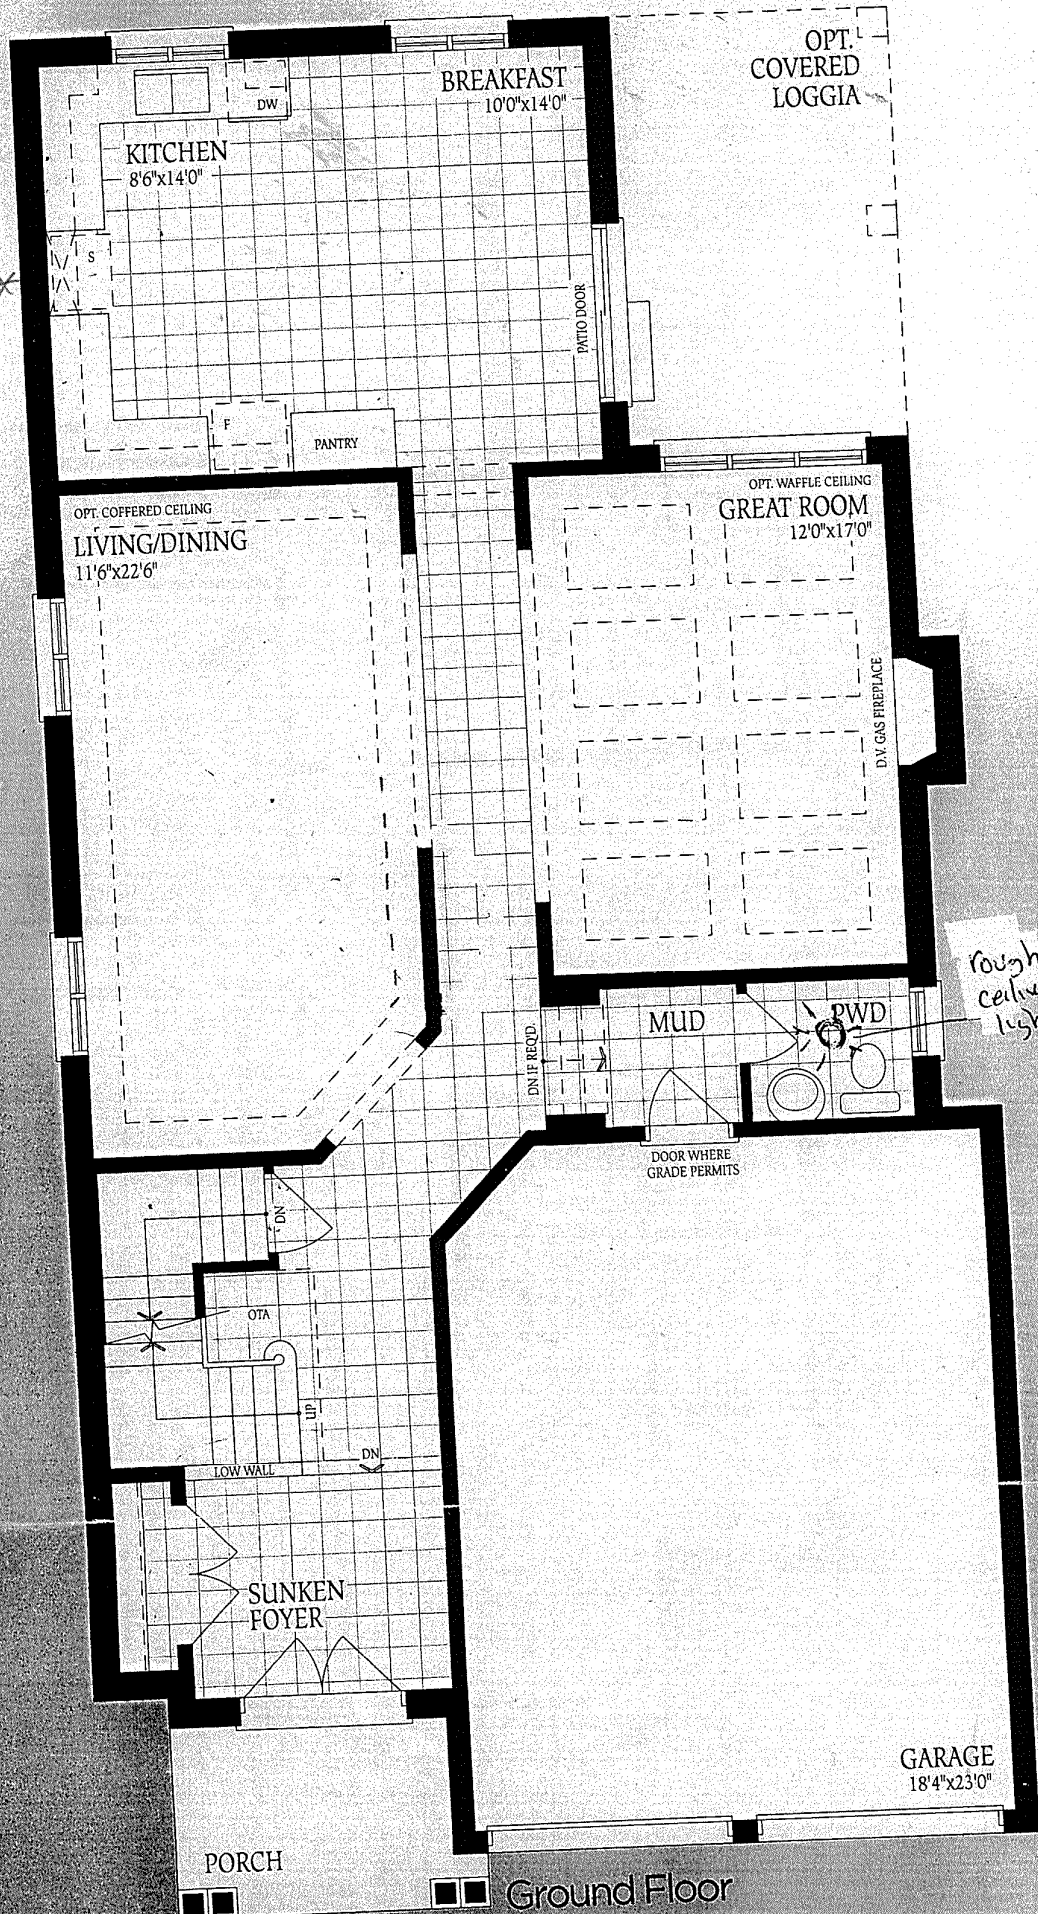 OPT.
COVERED
LOGGIA
BREAKFAST
10'0"x14'0"
DW
KITCHEN
8'6"x14'0"
S
PATIO DOOR
F
PANTRY
OPT. COFFERED CEILING
LIVING/DINING
11'6"x22'6"
OPT. WAFFLE CEILING
GREAT ROOM
12'0"x17'0"
D.V. GAS FIREPLACE
rough
MUD
PWD
DN IF REQ'D.
DOOR WHERE
GRADE PERMITS
DN
OTA
UP
DN
LOW WALL
SUNKEN
FOYER
GARAGE
18'4"x23'0"
PORCH
Ground Floor